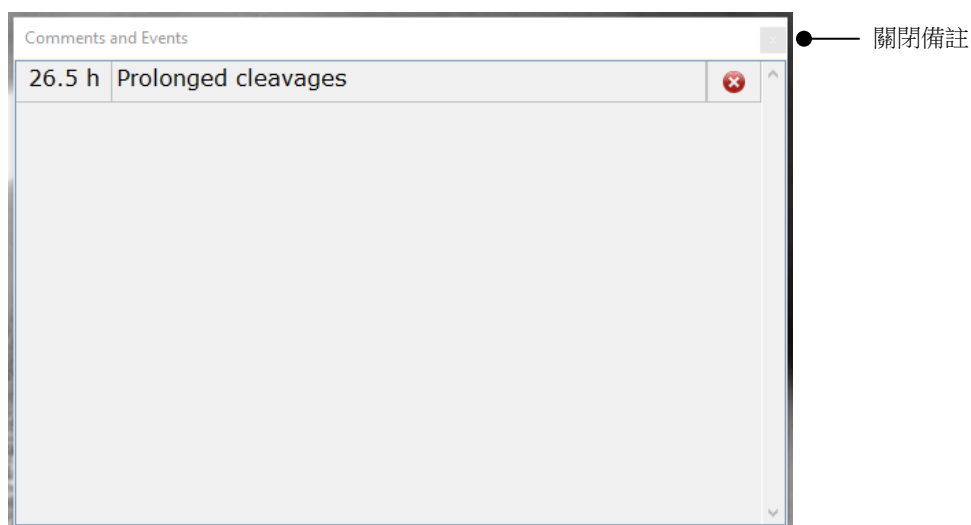 Comments and Events
關閉備註
26.5 h Prolonged cleavages